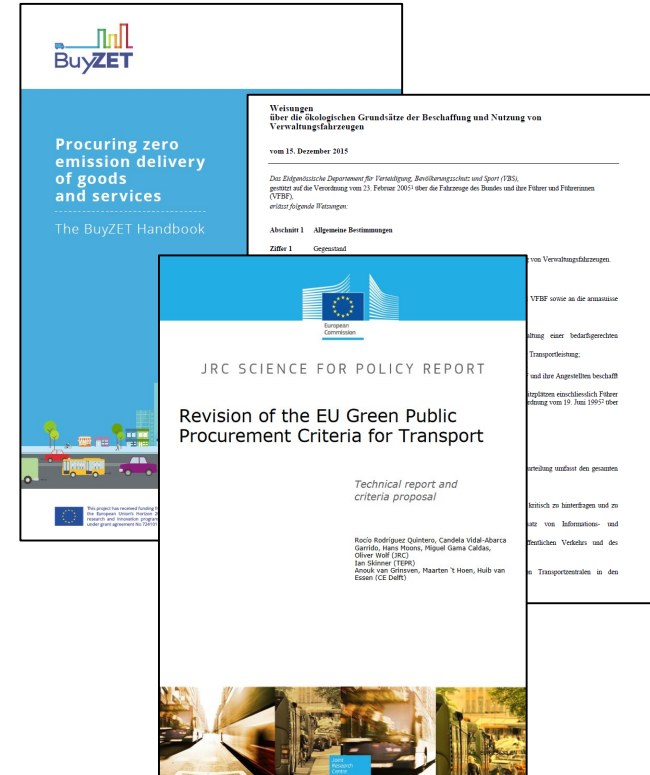 BuyZET
Procuring zero
emission delivery
of goods
and services
The BuyZET Handbook
This project has received funding
the European Union's Horizon
research and innovation program
under grant agreement No 724101
Weisungen
über die ökologischen Grundsätze der Beschaffung und Nutzung von
Verwaltungsfahrzeugen
vom 15. Dezember 2015
Das Eidgenössische Departement für Verteidigung, Bevölkerungsschutz und Sport (VBS),
gestützt auf die Verordnung vom 23. Februar 2005¹ über die Fahrzeuge des Bundes und ihre Führer und Führerinnen
(VFBF),
erlässt folgende Weisungen:
Abschnitt 1 Allgemeine Bestimmungen
Ziffer 1 Gegenstand
von Verwaltungsfahrzeugen.
VFBF sowie an die armasuisse
altung einer bedarfsgerechten
Transportleistung;
und ihre Angestellten beschafft
itzplätzen einschliesslich Führer
ordnung vom 19. Juni 1995² über
urteilung umfasst den gesamten
kritisch zu hinterfragen und zu
satz von Informations- und
ffentlichen Verkehrs und des
n Transportzentralen in den
European
Commission
JRC SCIENCE FOR POLICY REPORT
Revision of the EU Green Public
Procurement Criteria for Transport
Technical report and
criteria proposal
Rocío Rodríguez Quintero, Candela Vidal-Abarca
Garrido, Hans Moons, Miguel Gama Caldas,
Oliver Wolf (JRC)
Ian Skinner (TEPR)
Anouk van Grinsven, Maarten 't Hoen, Huib van
Essen (CE Delft)
Joint
Research
Centre